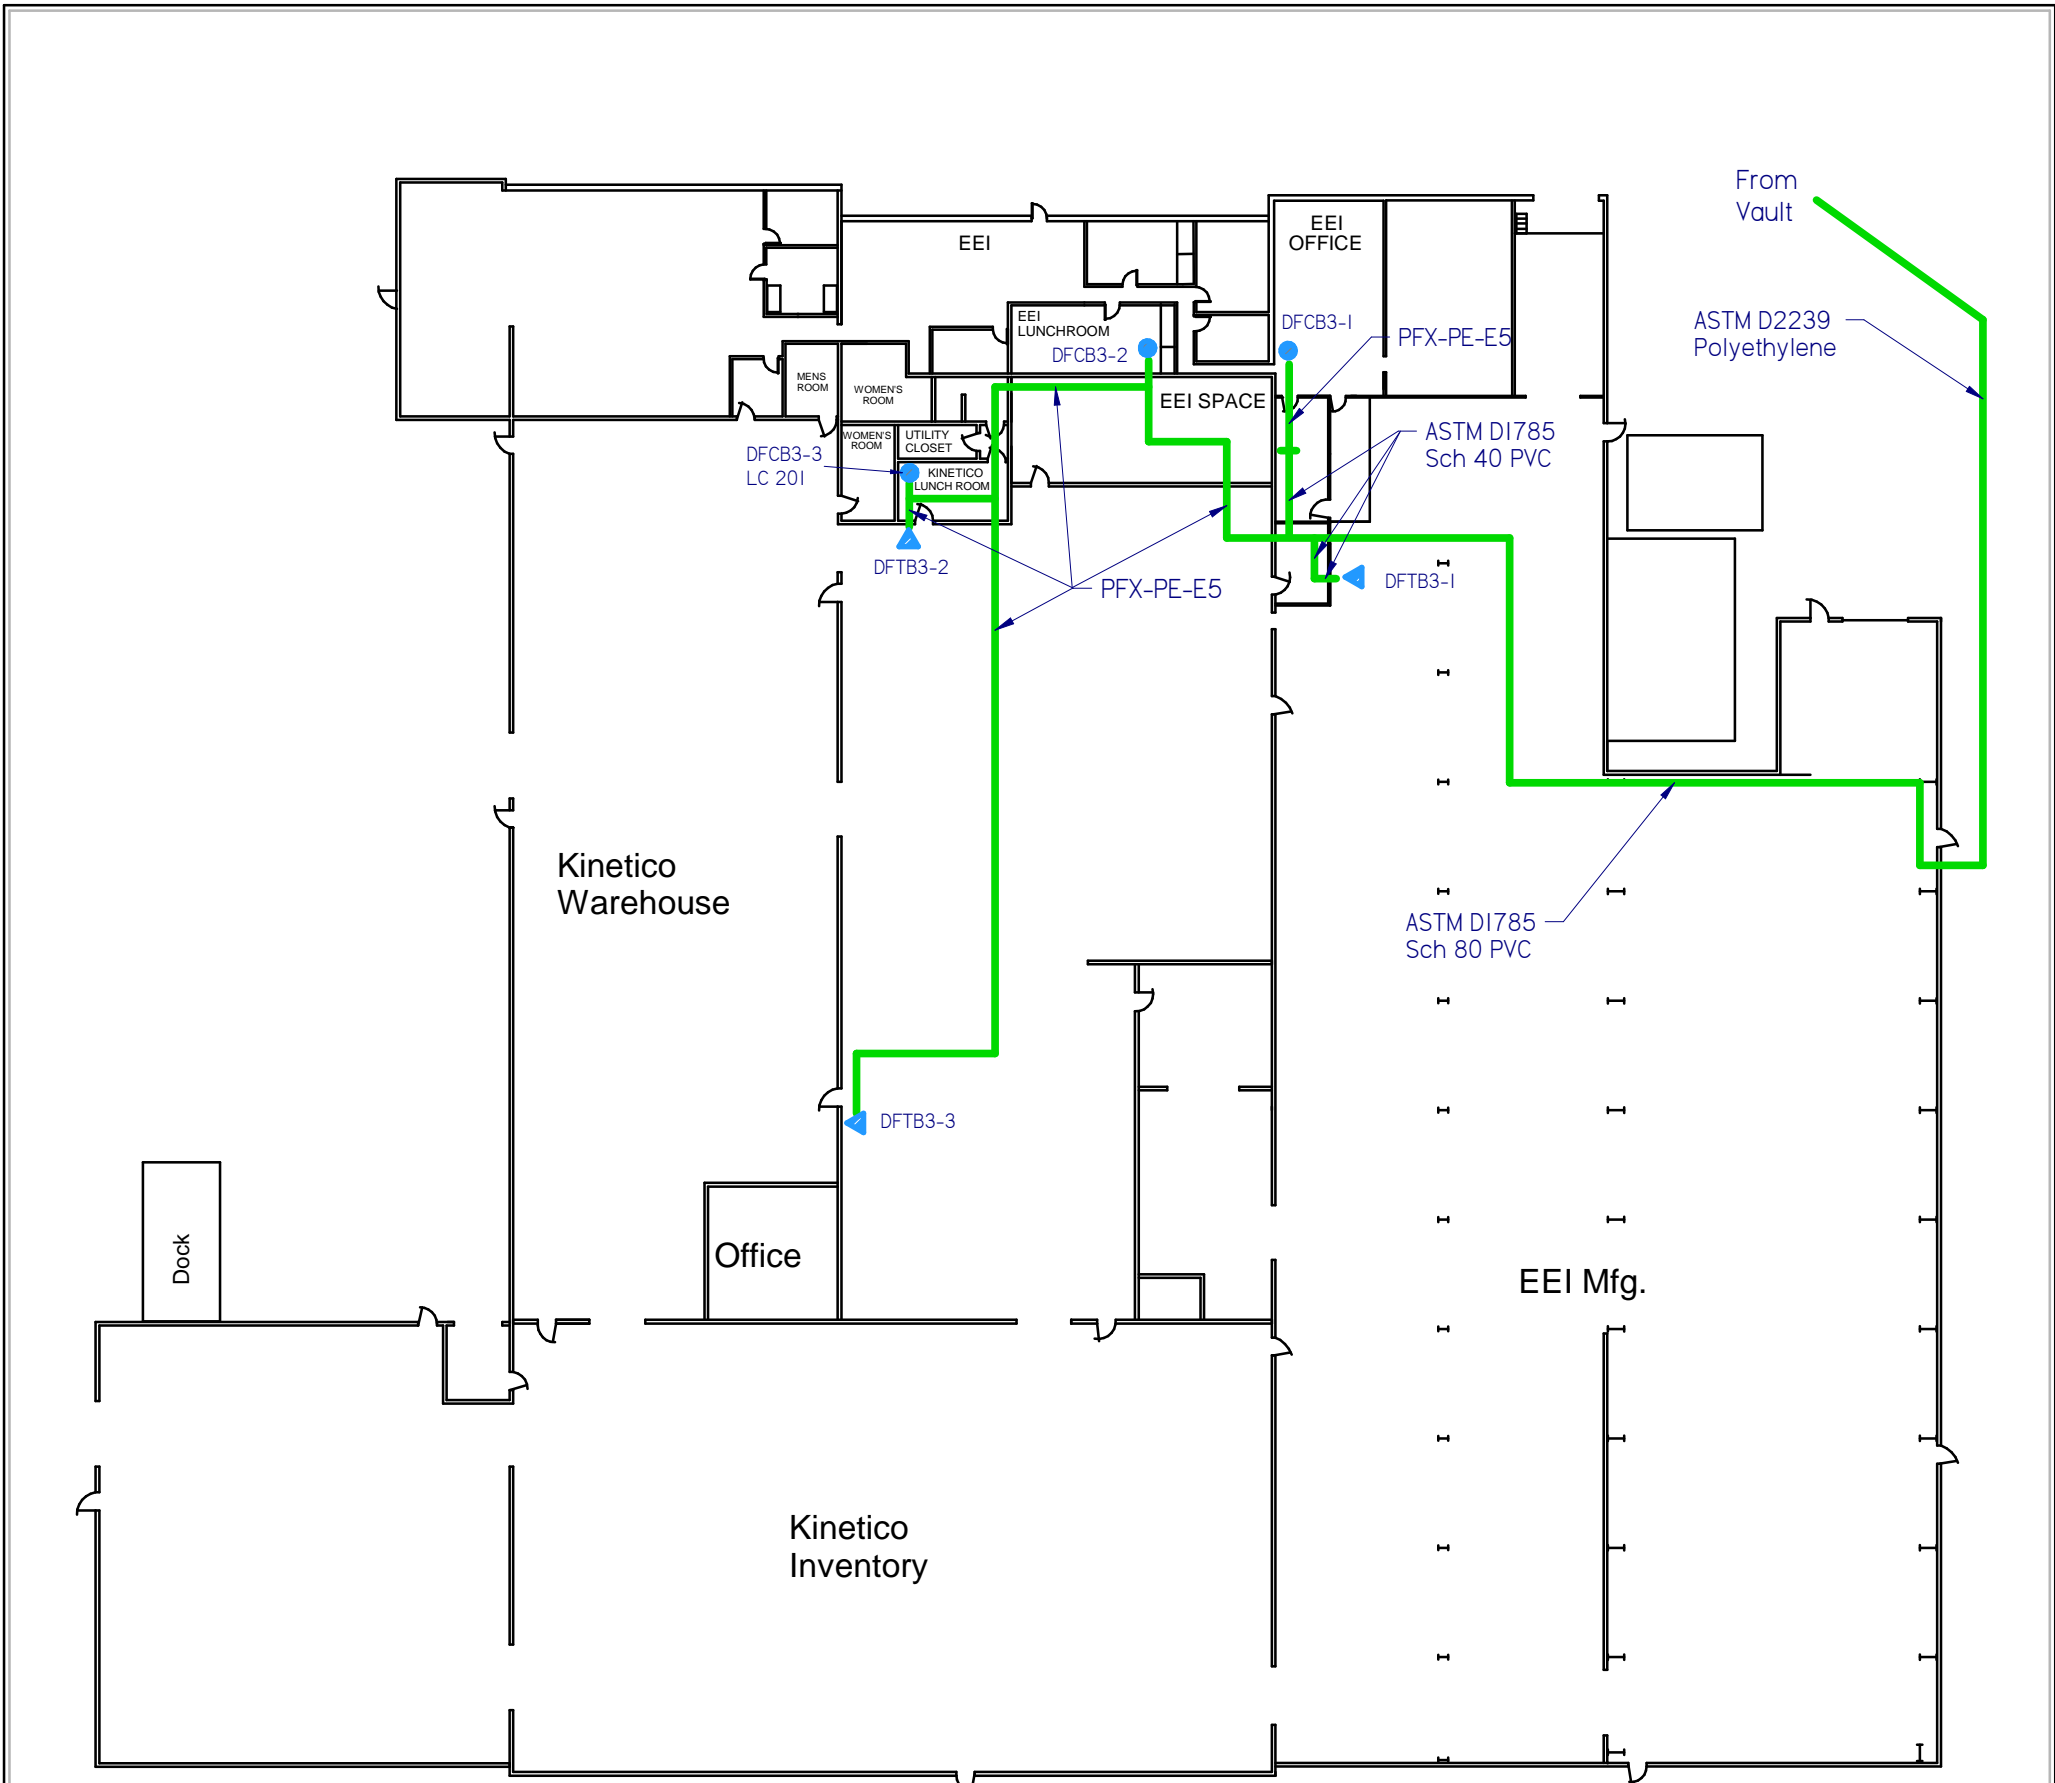 From
Vault
EEI
OFFICE
EEI
EEI
LUNCHROOM
DFCB3-1
ASTM D2239
Polyethylene
PFX-PE-E5
DFCB3-2
MENS
ROOM
WOMEN'S
ROOM
EEI SPACE
WOMEN'S
ROOM
UTILITY
CLOSET
ASTM D1785
Sch 40 PVC
DFCB3-3
LC 201
KINETICO
LUNCH ROOM
DFTB3-2
PFX-PE-E5
DFTB3-1
Kinetico
Warehouse
ASTM D1785
Sch 80 PVC
DFTB3-3
Dock
Office
EEI Mfg.
Kinetico
Inventory